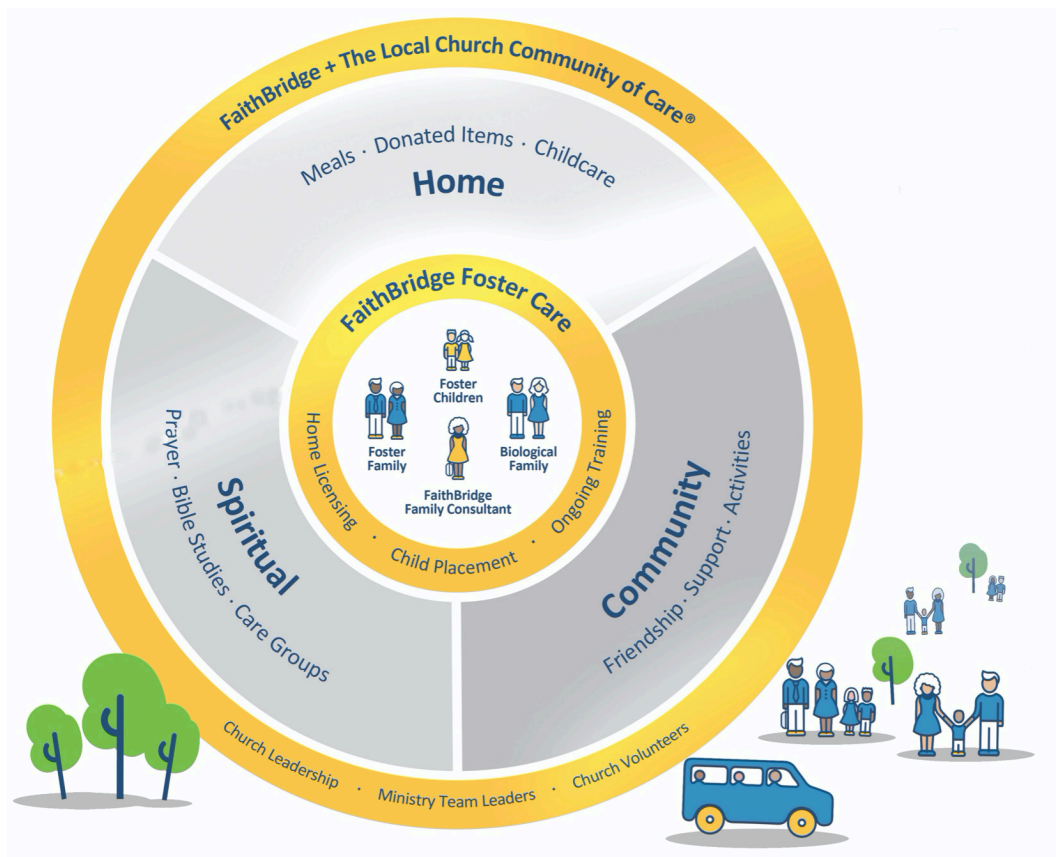 FaithBridge + The Local Church Community of Care®
Meals · Donated Items · Childcare
Home
FaithBridge Foster Care
Foster
Children
Foster
Family
Biological
Family
FaithBridge
Family Consultant
Home Licensing · Child Placement · Ongoing Training
Spiritual
Prayer · Bible Studies · Care Groups
Community
Friendship · Support · Activities
Church Leadership · Ministry Team Leaders · Church Volunteers